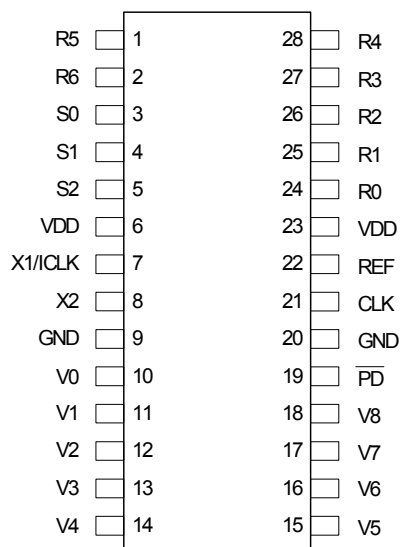 R5 1 28 R4
R6 2 27 R3
S0 3 26 R2
S1 4 25 R1
S2 5 24 R0
VDD 6 23 VDD
X1/ICLK 7 22 REF
X2 8 21 CLK
GND 9 20 GND
V0 10 19 PD
V1 11 18 V8
V2 12 17 V7
V3 13 16 V6
V4 14 15 V5